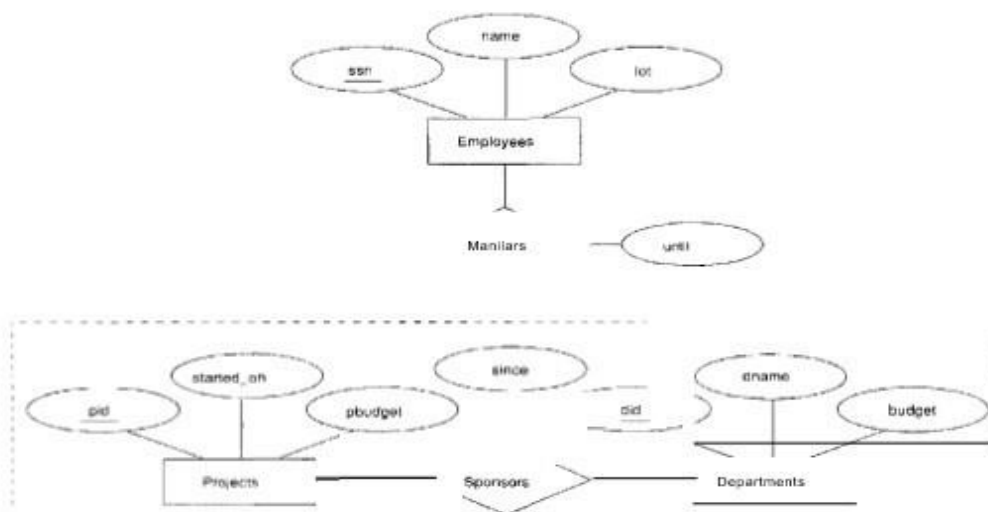 name
ssn
lot
Employees
Manilars
until
started_on
since
dname
pid
pbudget
did
budget
Projects
Sponsors
Departments